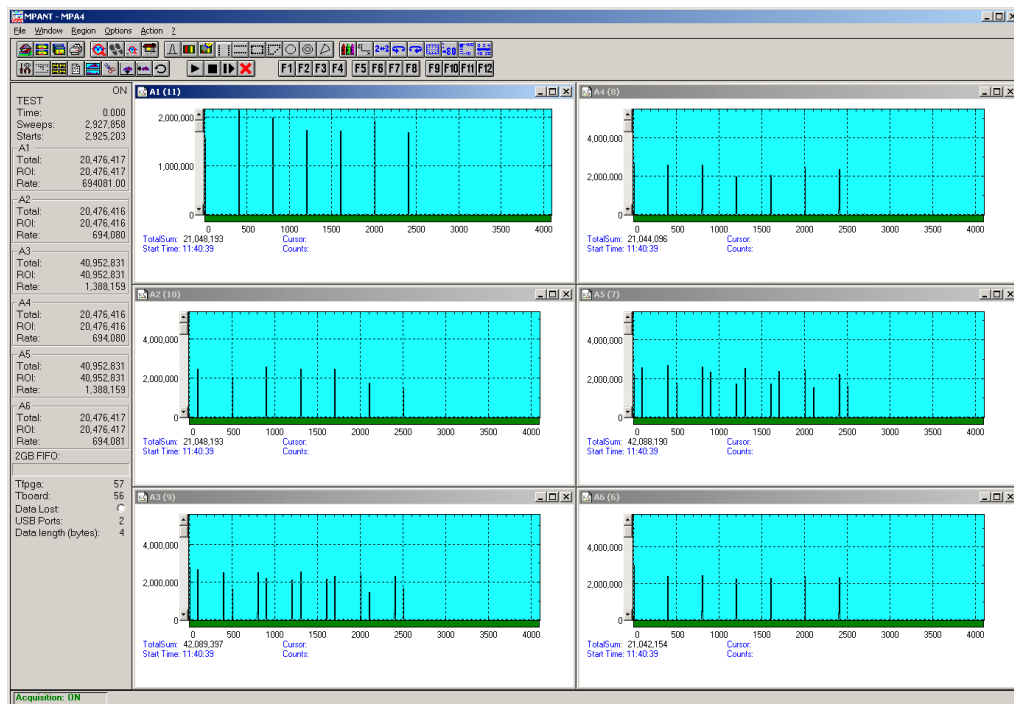 MPANT - MPA4
File Window Region Options Action ?
F1 F2 F3 F4 F5 F6 F7 F8 F9 F10 F11 F12
ON
TEST
Time: 0.000
Sweeps: 2,927,858
Starts: 2,925,203
A1
Total: 20,476,417
ROI: 20,476,417
Rate: 694081.00
A2
Total: 20,476,416
ROI: 20,476,416
Rate: 694,080
A3
Total: 40,952,831
ROI: 40,952,831
Rate: 1,388,159
A4
Total: 20,476,416
ROI: 20,476,416
Rate: 694,080
A5
Total: 40,952,831
ROI: 40,952,831
Rate: 1,388,159
A6
Total: 20,476,417
ROI: 20,476,417
Rate: 694,081
2GB FIFO:
Tfpga: 57
Tboard: 56
Data Lost:
USB Ports: 2
Data length (bytes): 4
A1 (11)
2,000,000
1,000,000
0
0 500 1000 1500 2000 2500 3000 3500 4000
TotalSum: 21,048,193 Cursor:
Start Time: 11:40:39 Counts:
A4 (8)
4,000,000
2,000,000
0
0 500 1000 1500 2000 2500 3000 3500 4000
TotalSum: 21,044,096 Cursor:
Start Time: 11:40:39 Counts:
A2 (10)
4,000,000
2,000,000
0
0 500 1000 1500 2000 2500 3000 3500 4000
TotalSum: 21,048,193 Cursor:
Start Time: 11:40:39 Counts:
A5 (7)
4,000,000
2,000,000
0
0 500 1000 1500 2000 2500 3000 3500 4000
TotalSum: 42,088,190 Cursor:
Start Time: 11:40:39 Counts:
A3 (9)
4,000,000
2,000,000
0
0 500 1000 1500 2000 2500 3000 3500 4000
TotalSum: 42,089,397 Cursor:
Start Time: 11:40:39 Counts:
A6 (6)
4,000,000
2,000,000
0
0 500 1000 1500 2000 2500 3000 3500 4000
TotalSum: 21,042,154 Cursor:
Start Time: 11:40:39 Counts:
Acquisition: ON